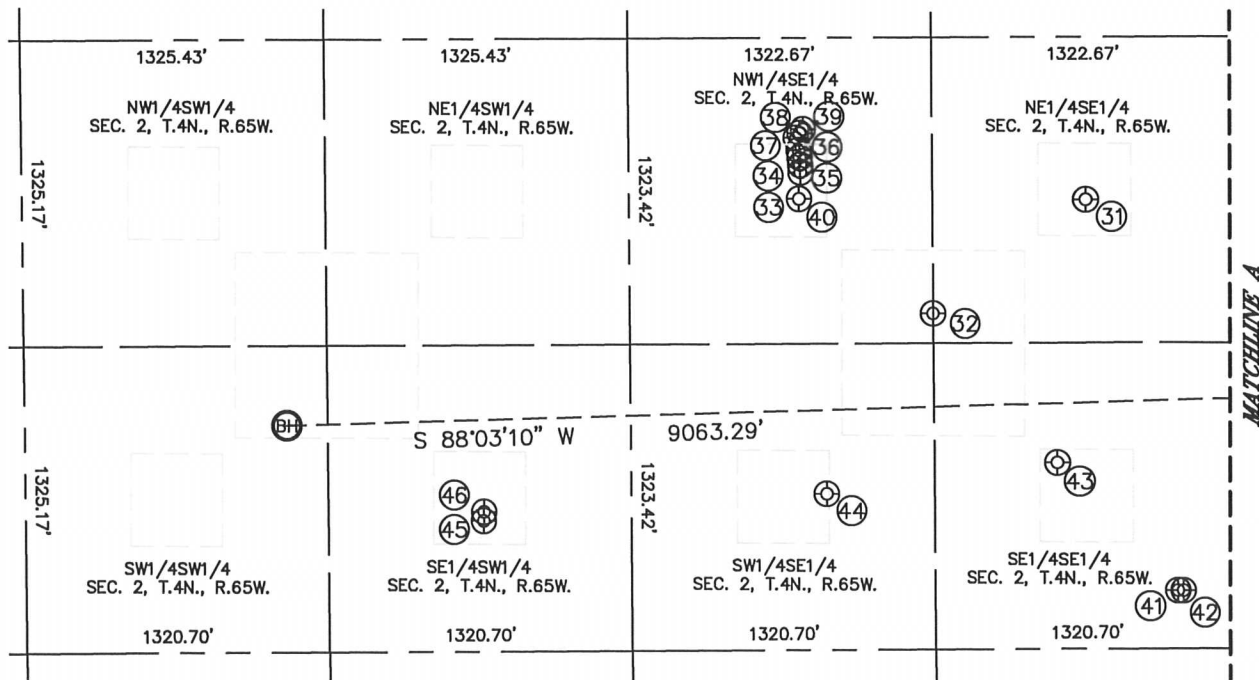 1325.43'
1325.43'
1322.67'
1322.67'
NW1/4SW1/4
SEC. 2, T.4N., R.65W.
NE1/4SW1/4
SEC. 2, T.4N., R.65W.
NW1/4SE1/4
SEC. 2, T.4N., R.65W.
NE1/4SE1/4
SEC. 2, T.4N., R.65W.
38
39
37
36
34
35
33
40
31
1325.17'
1323.42'
32
MATCHLINE A
BH
S 88°03'10" W 9063.29'
1325.17'
1323.42'
46
45
44
43
SW1/4SW1/4
SEC. 2, T.4N., R.65W.
SE1/4SW1/4
SEC. 2, T.4N., R.65W.
SW1/4SE1/4
SEC. 2, T.4N., R.65W.
SE1/4SE1/4
SEC. 2, T.4N., R.65W.
41
42
1320.70'
1320.70'
1320.70'
1320.70'